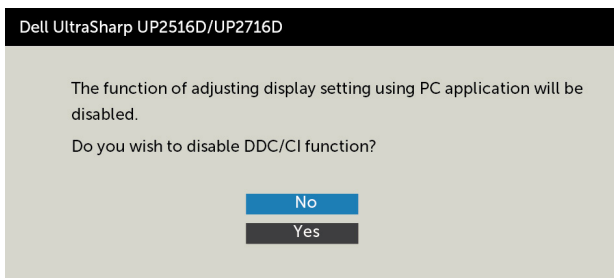 Dell UltraSharp UP2516D/UP2716D
The function of adjusting display setting using PC application will be
disabled.
Do you wish to disable DDC/CI function?
No
Yes